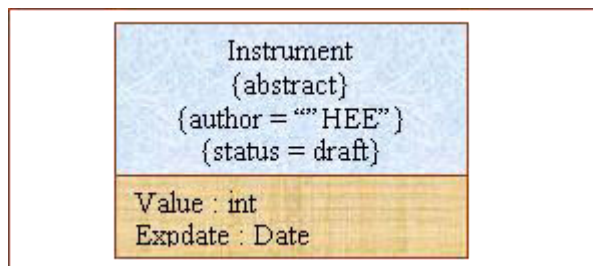 Instrument
{abstract}
{author = “” HEE” }
{status = draft}
Value : int
Expdate : Date